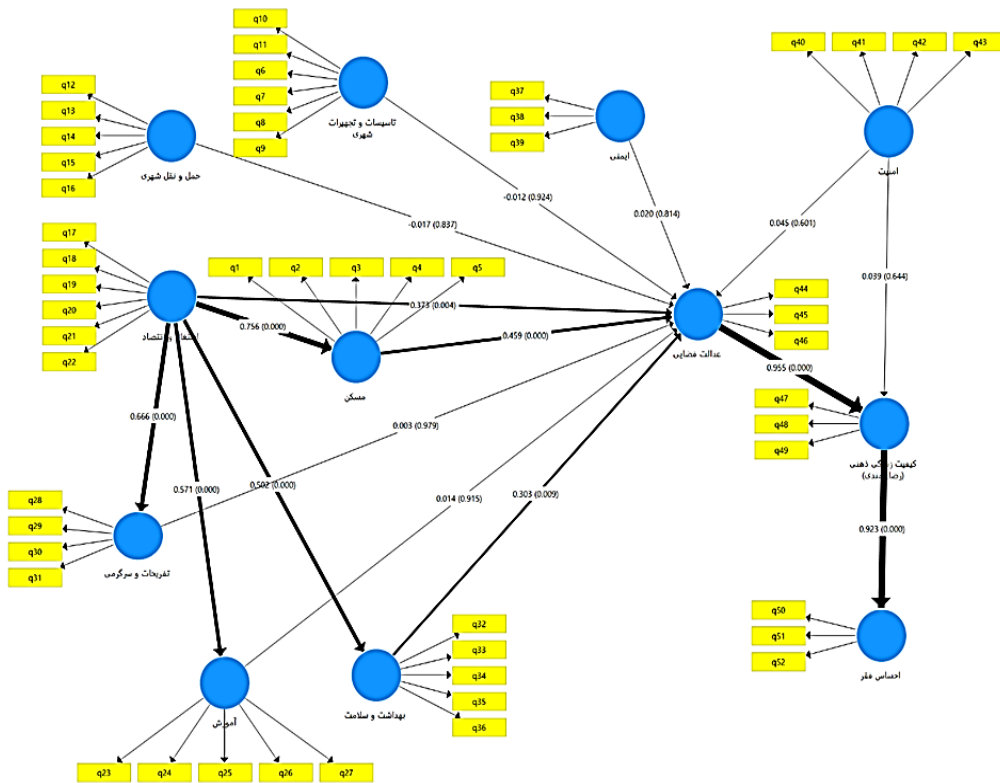 q10
q11
q6
q7
q8
q9
تاسیسات و تجهیزات
شهری
q12
q13
q14
q15
q16
حمل و نقل شهری
q37
q38
q39
ایمنی
q40
q41
q42
q43
امنیت
-0.012 (0.924)
0.020 (0.814)
0.045 (0.601)
-0.017 (0.837)
0.039 (0.644)
q17
q18
q19
q20
q21
q22
q1
q2
q3
q4
q5
مسکن
0.373 (0.004)
0.756 (0.000)
0.459 (0.000)
q44
q45
q46
عدالت فضایی
0.955 (0.000)
q47
q48
q49
کیفیت
ذهنی
0.666 (0.000)
0.003 (0.979)
0.571 (0.000)
0.502 (0.000)
0.014 (0.915)
0.303 (0.009)
0.923 (0.000)
q28
q29
q30
q31
تفریحات و سرگرمی
q32
q33
q34
q35
q36
بهداشت و سلامت
آموزش
q23
q24
q25
q26
q27
q50
q51
q52
احساس فقر